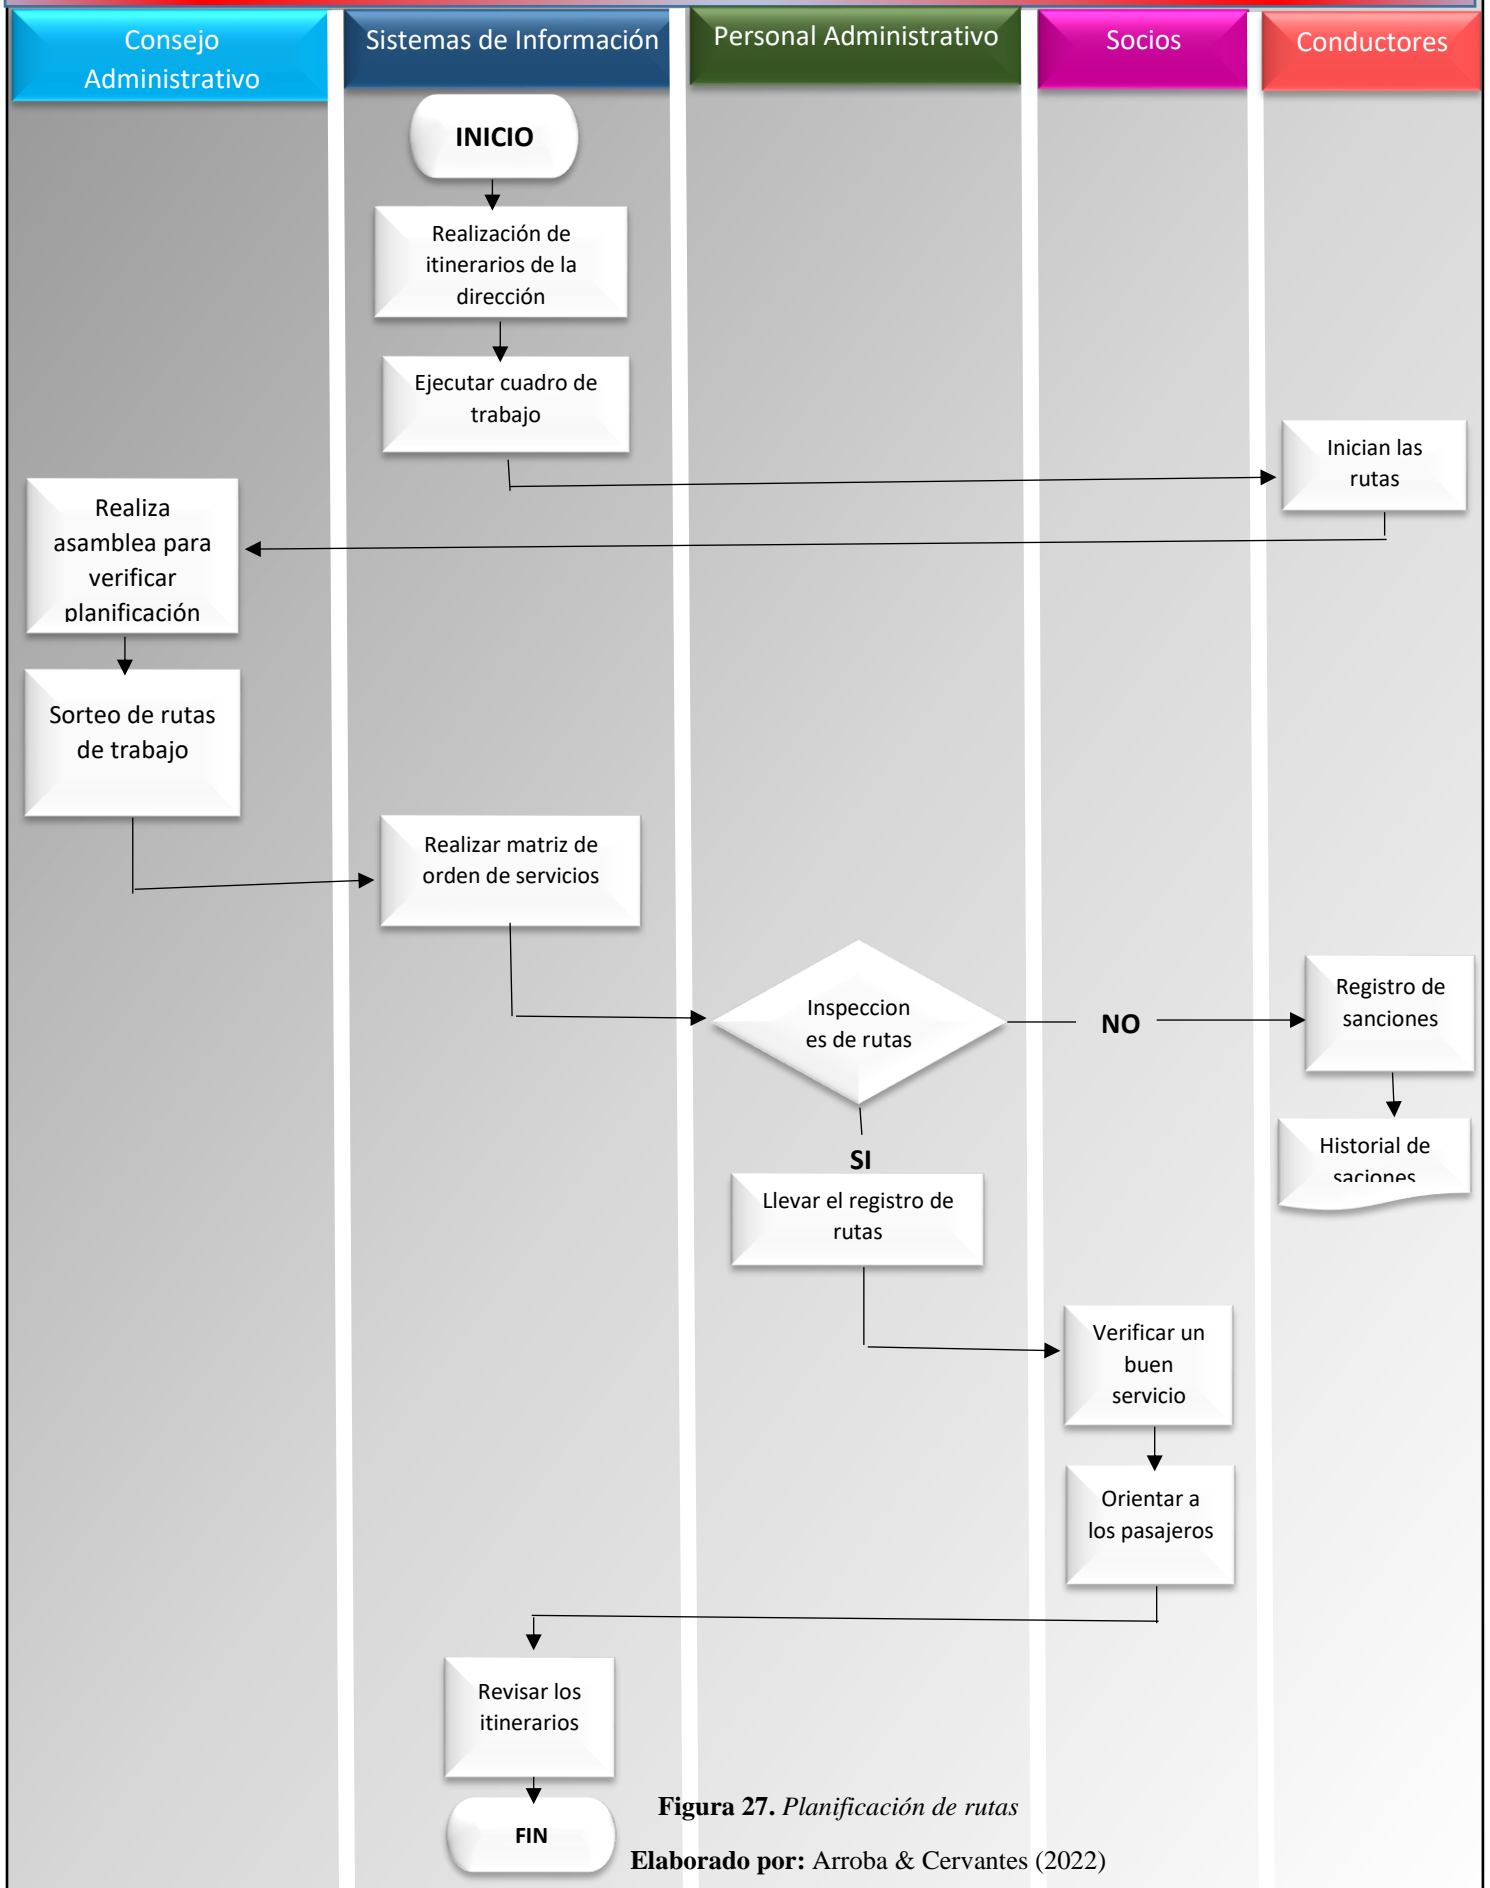 Consejo
Administrativo
Sistemas de Información
Personal Administrativo
Socios
Conductores
INICIO
Realización de
itinerarios de la
dirección
Ejecutar cuadro de
trabajo
Inician las
rutas
Realiza
asamblea para
verificar
planificación
Sorteo de rutas
de trabajo
Realizar matriz de
orden de servicios
Inspeccion
es de rutas
NO
Registro de
sanciones
SI
Historial de
saciones
Llevar el registro de
rutas
Verificar un
buen
servicio
Orientar a
los pasajeros
Revisar los
itinerarios
FIN
Figura 27. Planificación de rutas
Elaborado por: Arroba & Cervantes (2022)